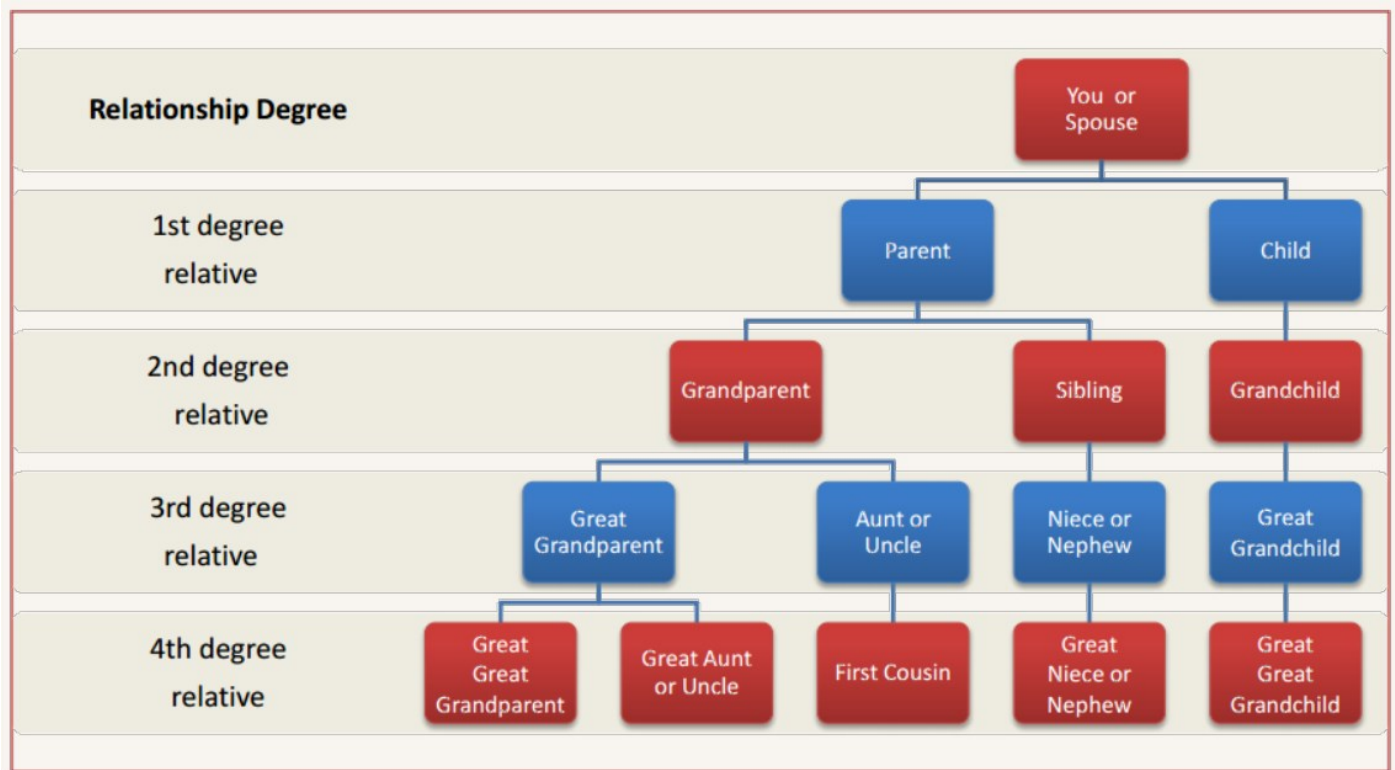 Relationship Degree
You or
Spouse
1st degree
relative
Parent
Child
2nd degree
relative
Grandparent
Sibling
Grandchild
3rd degree
relative
Great
Grandparent
Aunt or
Uncle
Niece or
Nephew
Great
Grandchild
4th degree
relative
Great
Great
Grandparent
Great Aunt
or Uncle
First Cousin
Great
Niece or
Nephew
Great
Great
Grandchild